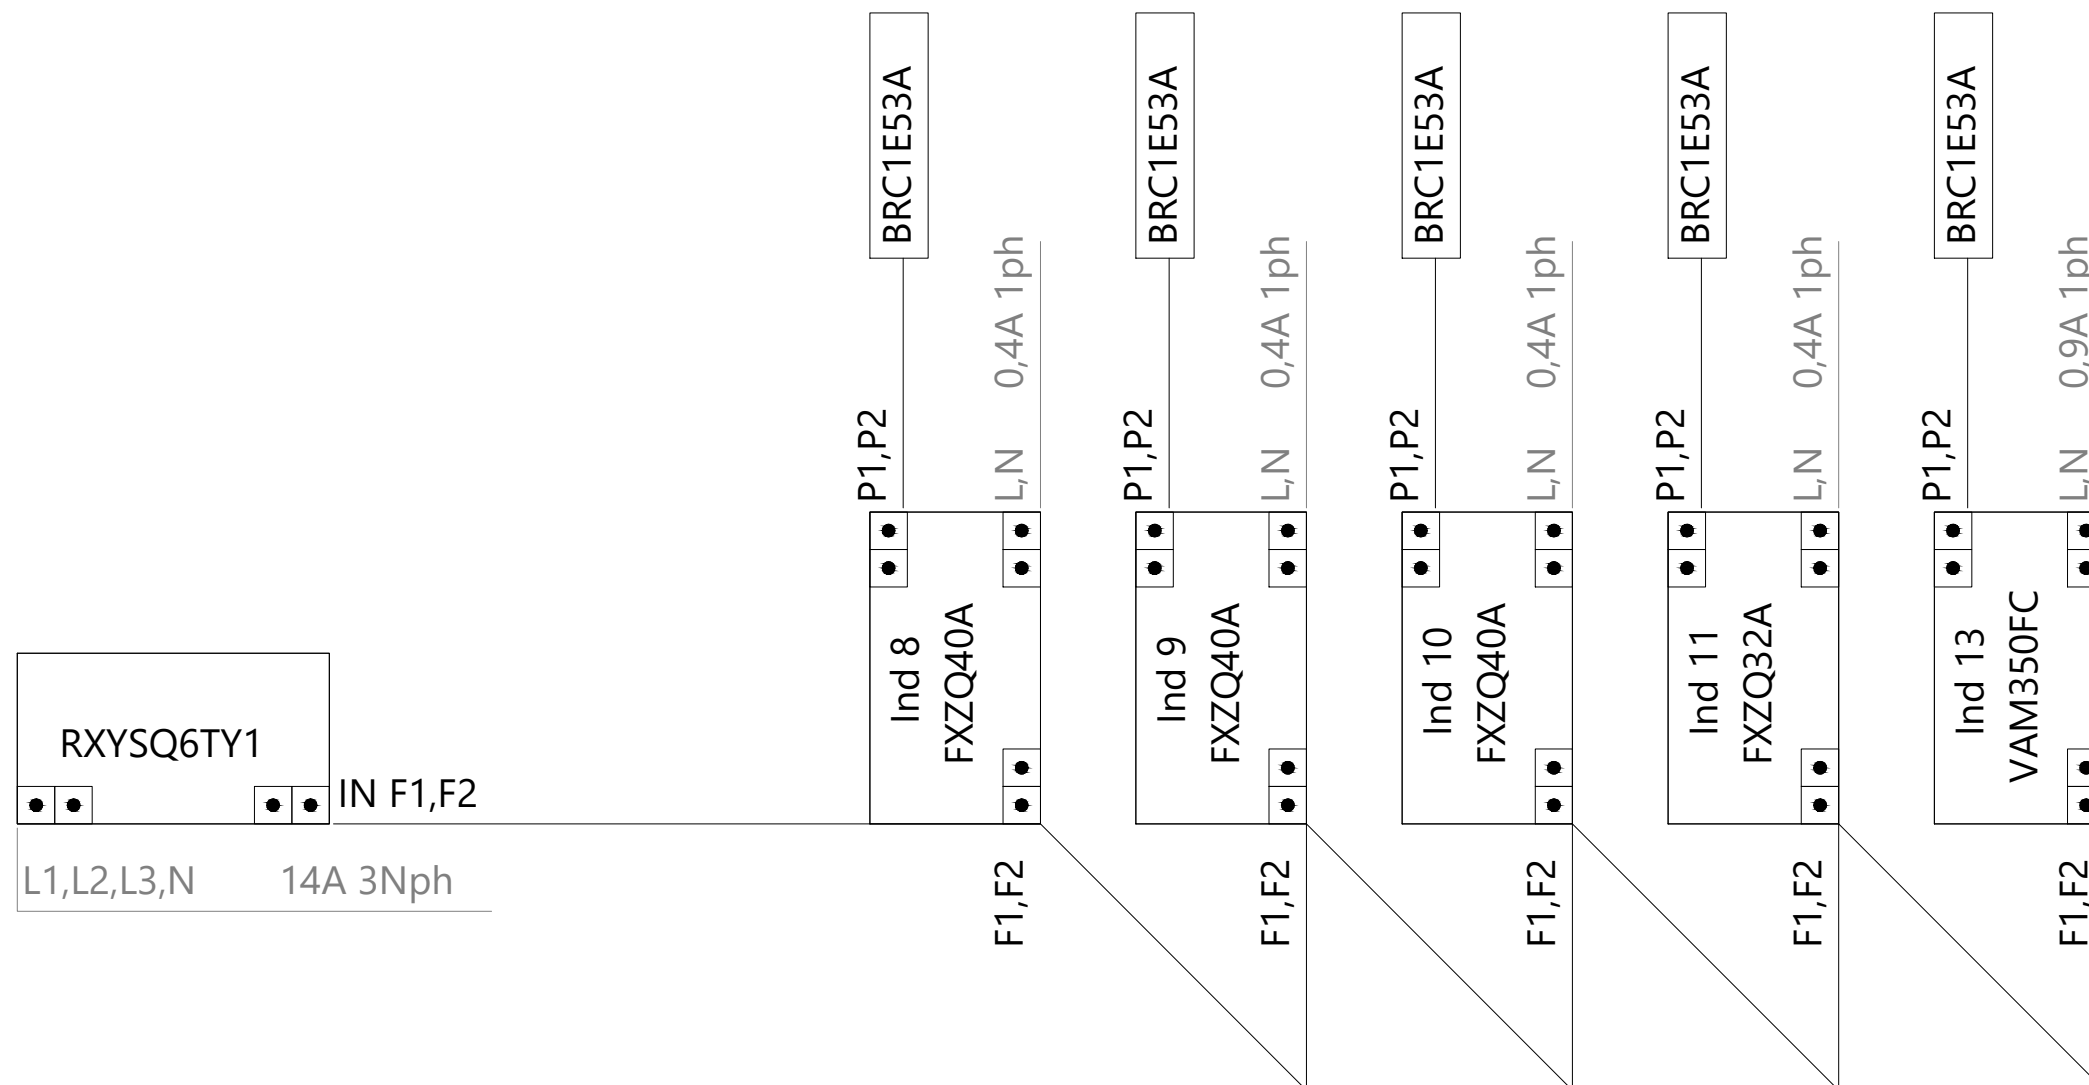 BRC1E53A
BRC1E53A
BRC1E53A
BRC1E53A
BRC1E53A
P1,P2
L,N 0,4A 1ph
P1,P2
L,N 0,4A 1ph
P1,P2
L,N 0,4A 1ph
P1,P2
L,N 0,4A 1ph
P1,P2
L,N 0,9A 1ph
Ind 8
FXZQ40A
Ind 9
FXZQ40A
Ind 10
FXZQ40A
Ind 11
FXZQ32A
Ind 13
VAM350FC
RXYSQ6TY1
IN F1,F2
L1,L2,L3,N 14A 3Nph
F1,F2
F1,F2
F1,F2
F1,F2
F1,F2